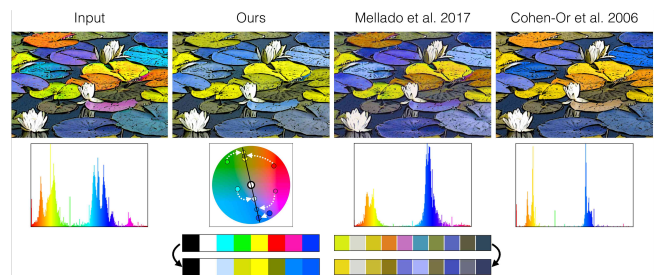 Input
Ours
Mellado et al. 2017
Cohen-Or et al. 2006